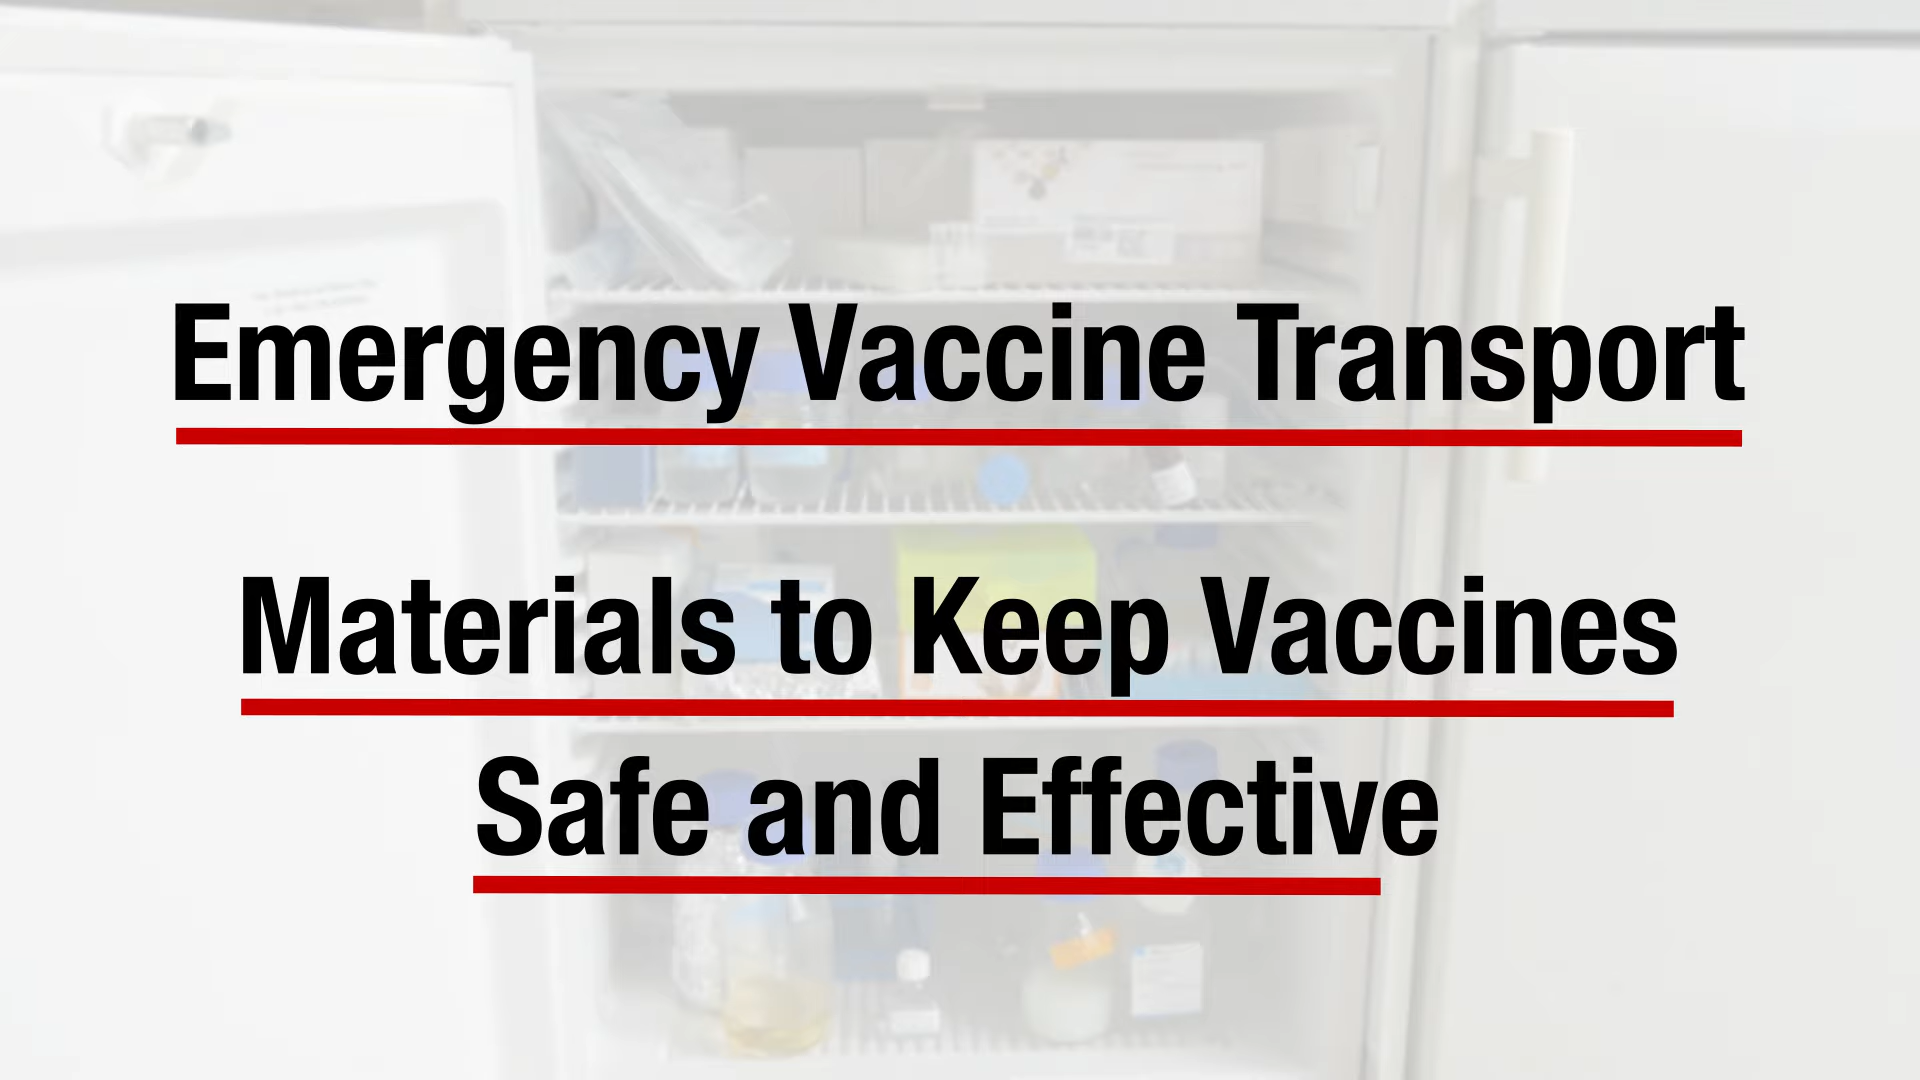 Emergency Vaccine Transport
Materials to Keep Vaccines
Safe and Effective